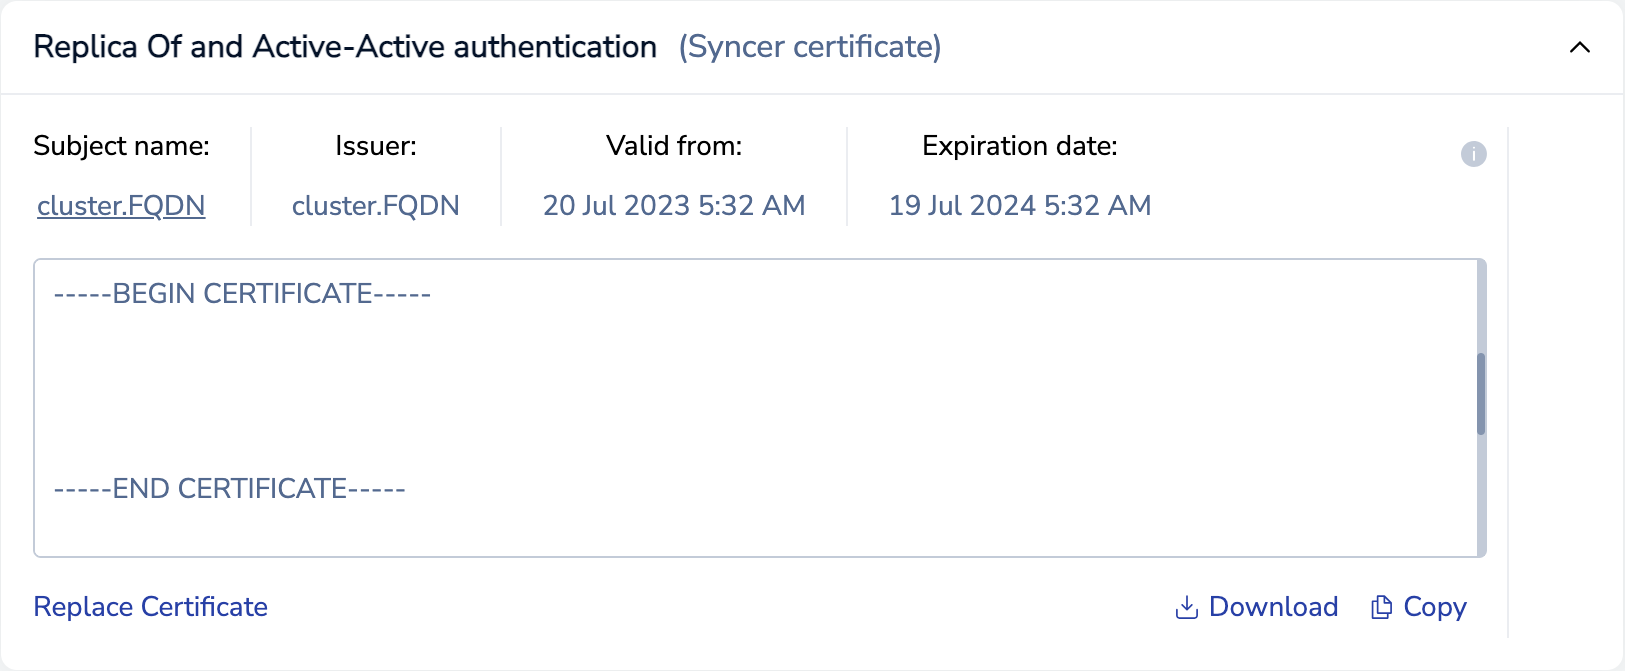 Replica Of and Active-Active authentication (Syncer certificate)
Subject name: Issuer: Valid from: Expiration date:
cluster.FQDN cluster.FQDN 20 Jul 2023 5:32 AM 19 Jul 2024 5:32 AM
-----BEGIN CERTIFICATE-----
-----END CERTIFICATE-----
Replace Certificate Download Copy